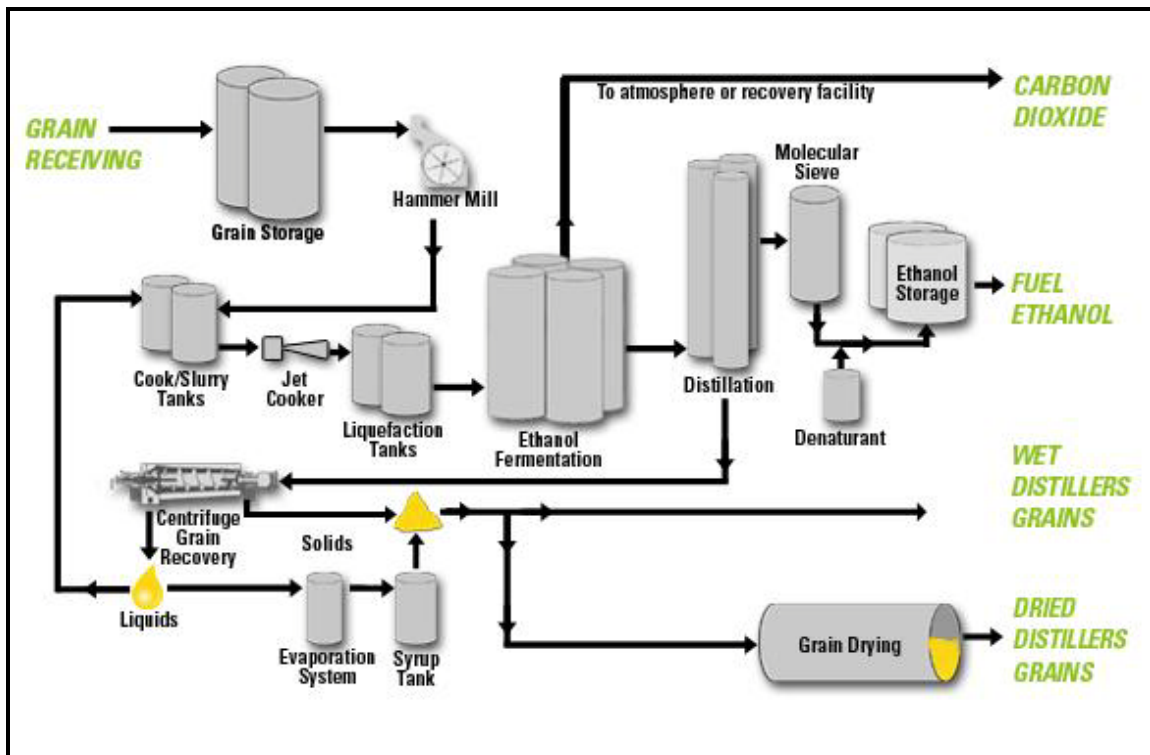 To atmosphere or recovery facility
CARBON
DIOXIDE
GRAIN
RECEIVING
Grain Storage
Hammer Mill
Molecular
Sieve
Ethanol
Storage
FUEL
ETHANOL
Cook/Slurry
Tanks
Jet
Cooker
Liquefaction
Tanks
Ethanol
Fermentation
Distillation
Denaturant
WET
DISTILLERS
GRAINS
Centrifuge
Grain
Recovery
Solids
Liquids
Evaporation
System
Syrup
Tank
Grain Drying
DRIED
DISTILLERS
GRAINS